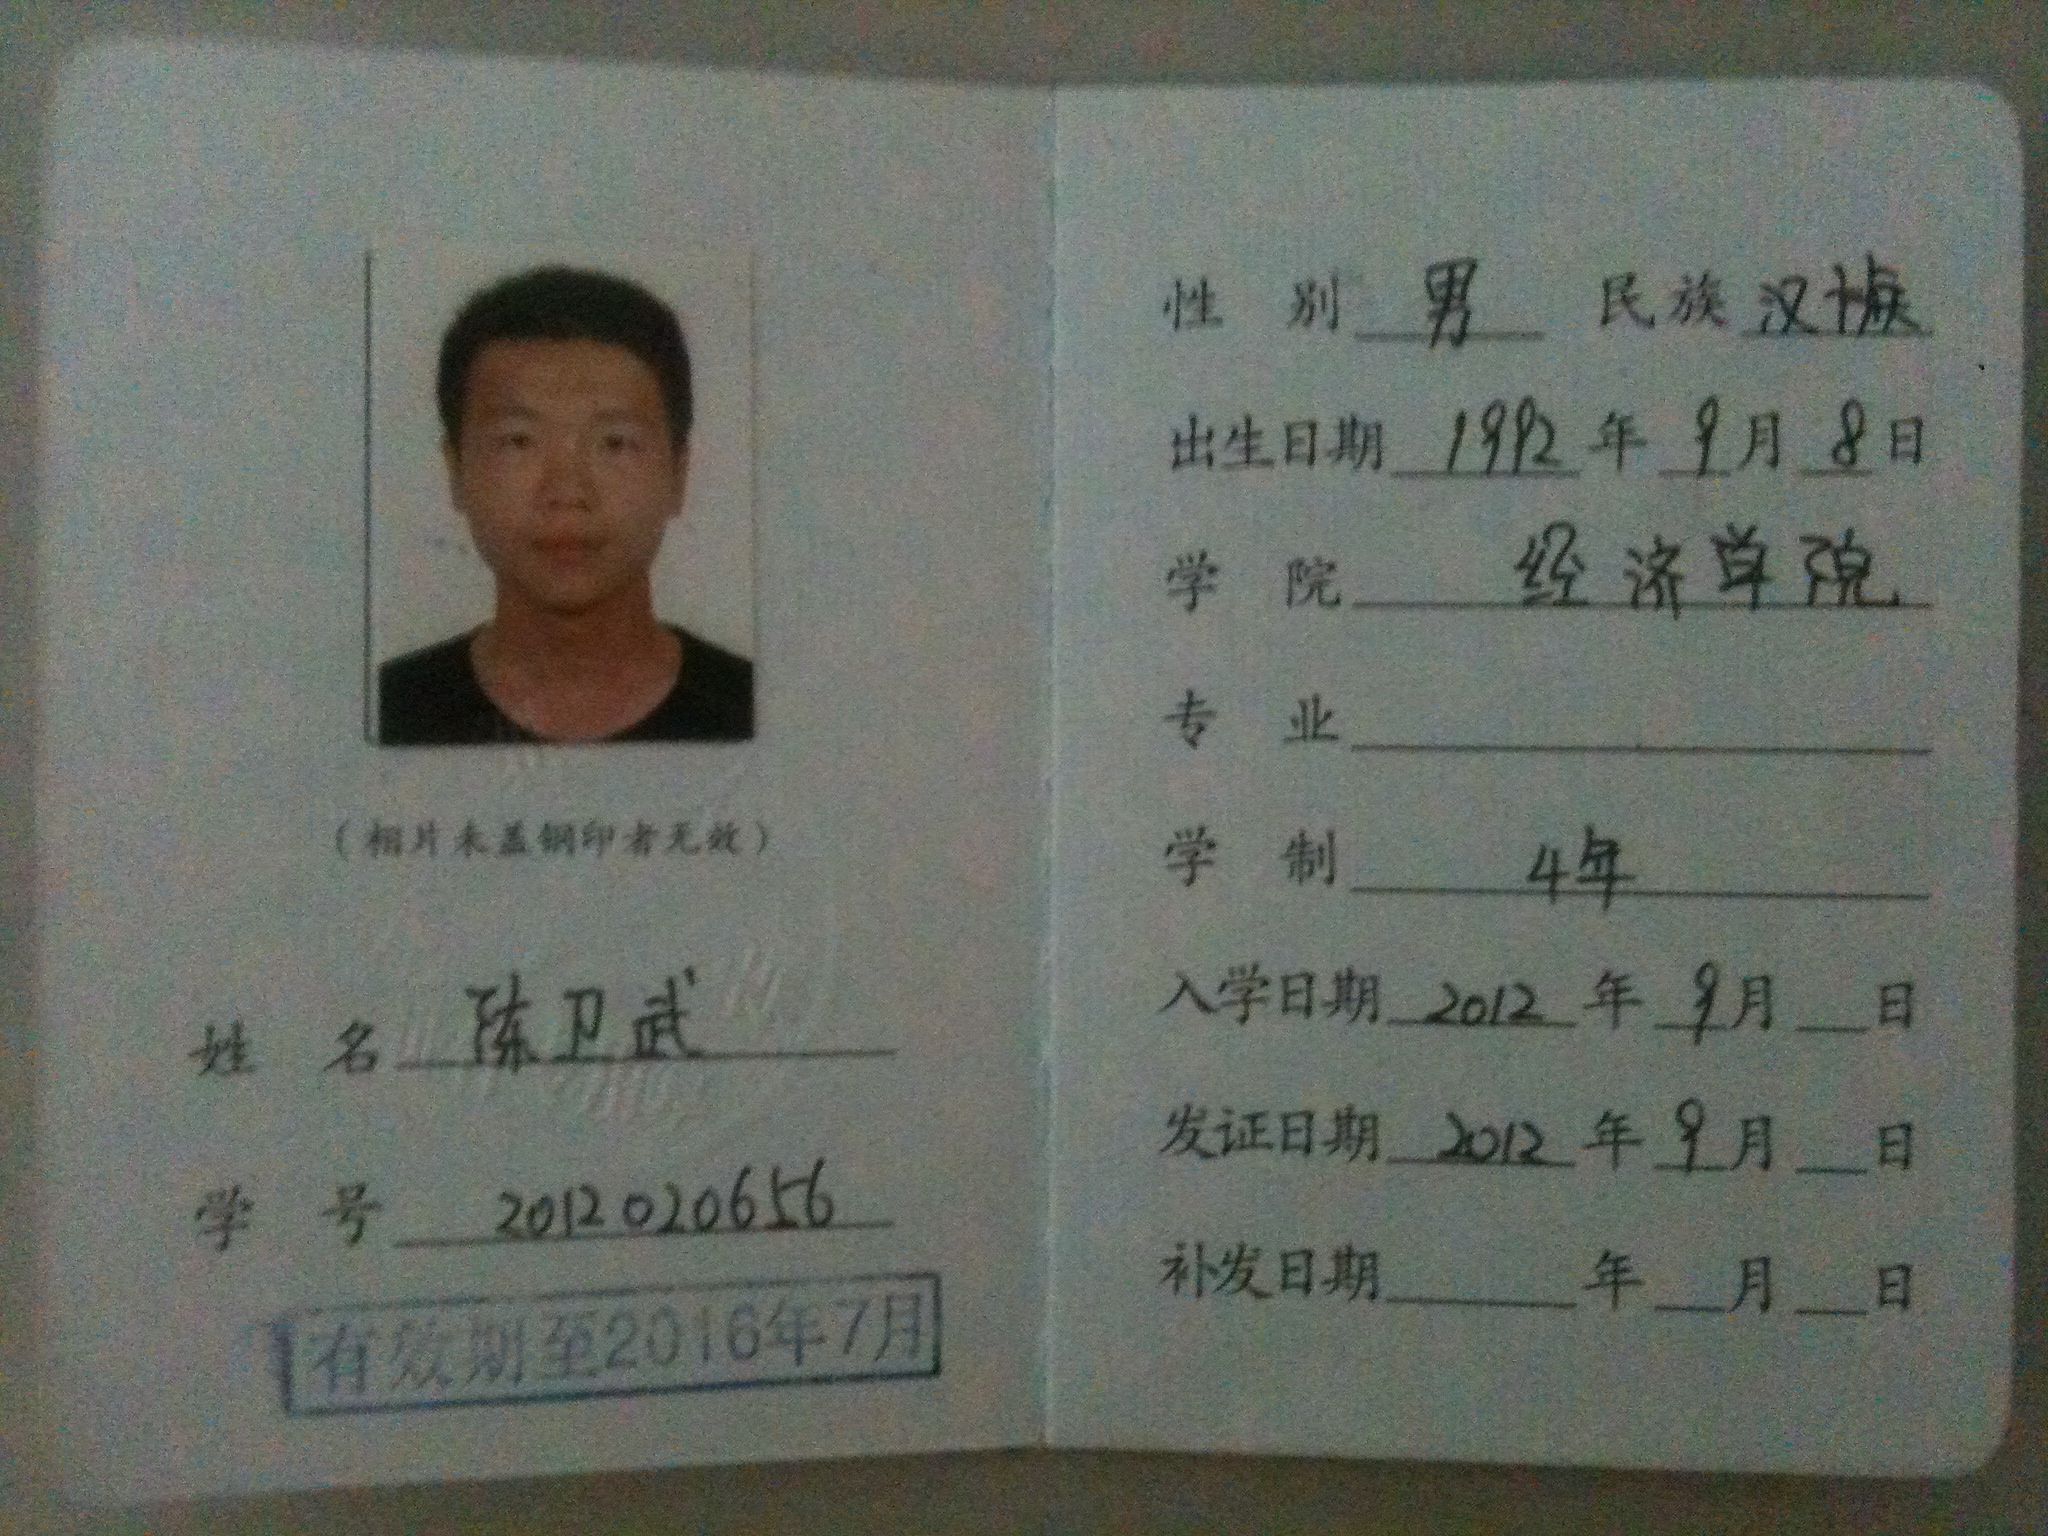 (相片未盖钢印者无效)
姓 名 陈卫武
学 号 2012020656
有效期至2016年7月
性 别 男 民族 汉族
出生日期 1992 年 9 月 8 日
学 院 经济学院
专 业
学 制 4年
入学日期 2012 年 9 月 日
发证日期 2012 年 9 月 日
补发日期 年 月 日